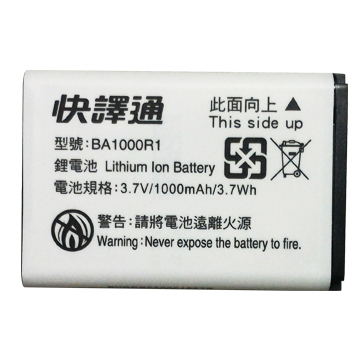 快譯通
此面向上▲
This side up
型號:BA1000R1
鋰電池 Lithium Ion Battery
電池規格:3.7V/1000mAh/3.7Wh
警告:請將電池遠離火源
Warning: Never expose the battery to fire.